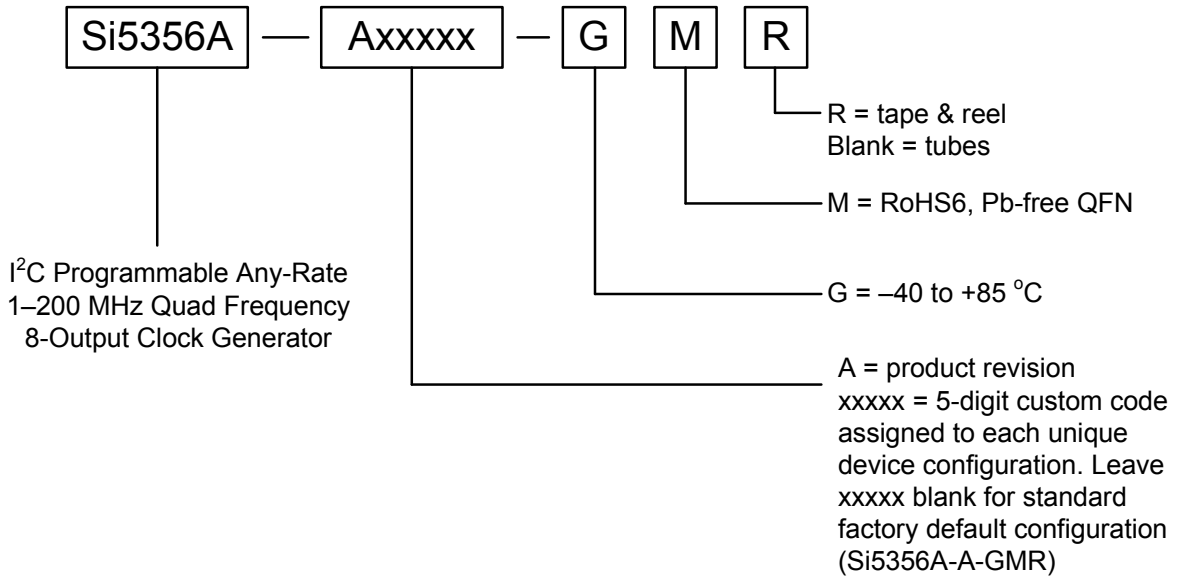 Si5356A — Axxxxx — G M R
R = tape & reel
Blank = tubes
M = RoHS6, Pb-free QFN
G = –40 to +85 °C
I²C Programmable Any-Rate
1–200 MHz Quad Frequency
8-Output Clock Generator
A = product revision
xxxxx = 5-digit custom code
assigned to each unique
device configuration. Leave
xxxxx blank for standard
factory default configuration
(Si5356A-A-GMR)